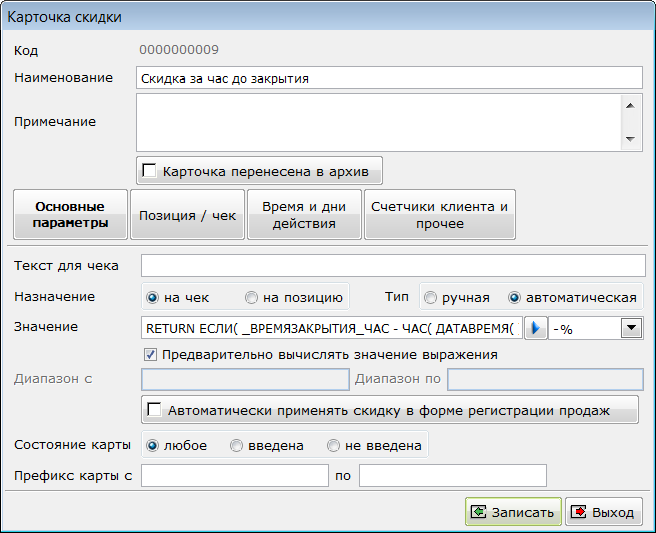 Карточка скидки
Код 0000000009
Наименование Скидка за час до закрытия
Примечание
Карточка перенесена в архив
Основные параметры
Позиция / чек
Время и дни действия
Счетчики клиента и прочее
Текст для чека
Назначение на чек на позицию Тип ручная автоматическая
Значение RETURN ЕСЛИ( _ВРЕМЯЗАКРЫТИЯ_ЧАС - ЧАС( ДАТАВРЕМЯ( -%
Предварительно вычислять значение выражения
Диапазон с Диапазон по
Автоматически применять скидку в форме регистрации продаж
Состояние карты любое введена не введена
Префикс карты с по
Записать Выход